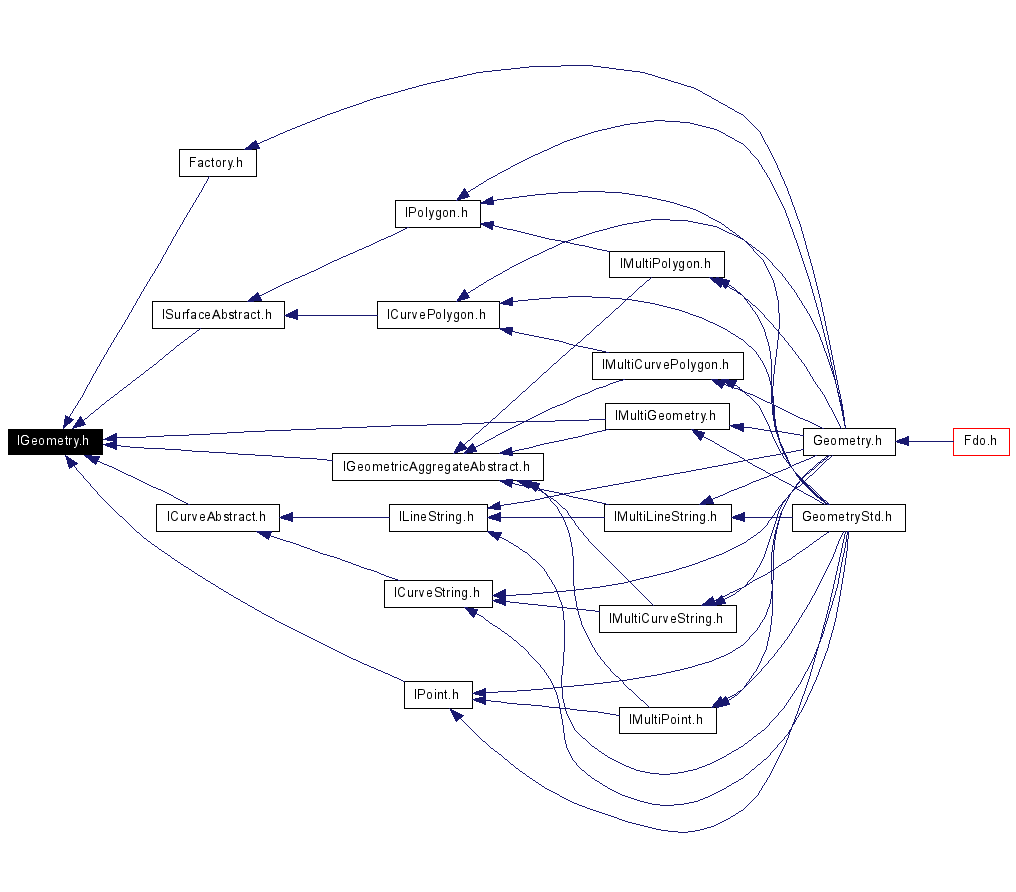 Factory.h
IPolygon.h
IMultiPolygon.h
ISurfaceAbstract.h
ICurvePolygon.h
IMultiCurvePolygon.h
IMultiGeometry.h
IGeometry.h
Geometry.h
Fdo.h
IGeometricAggregateAbstract.h
ICurveAbstract.h
ILineString.h
IMultiLineString.h
GeometryStd.h
ICurveString.h
IMultiCurveString.h
IPoint.h
IMultiPoint.h